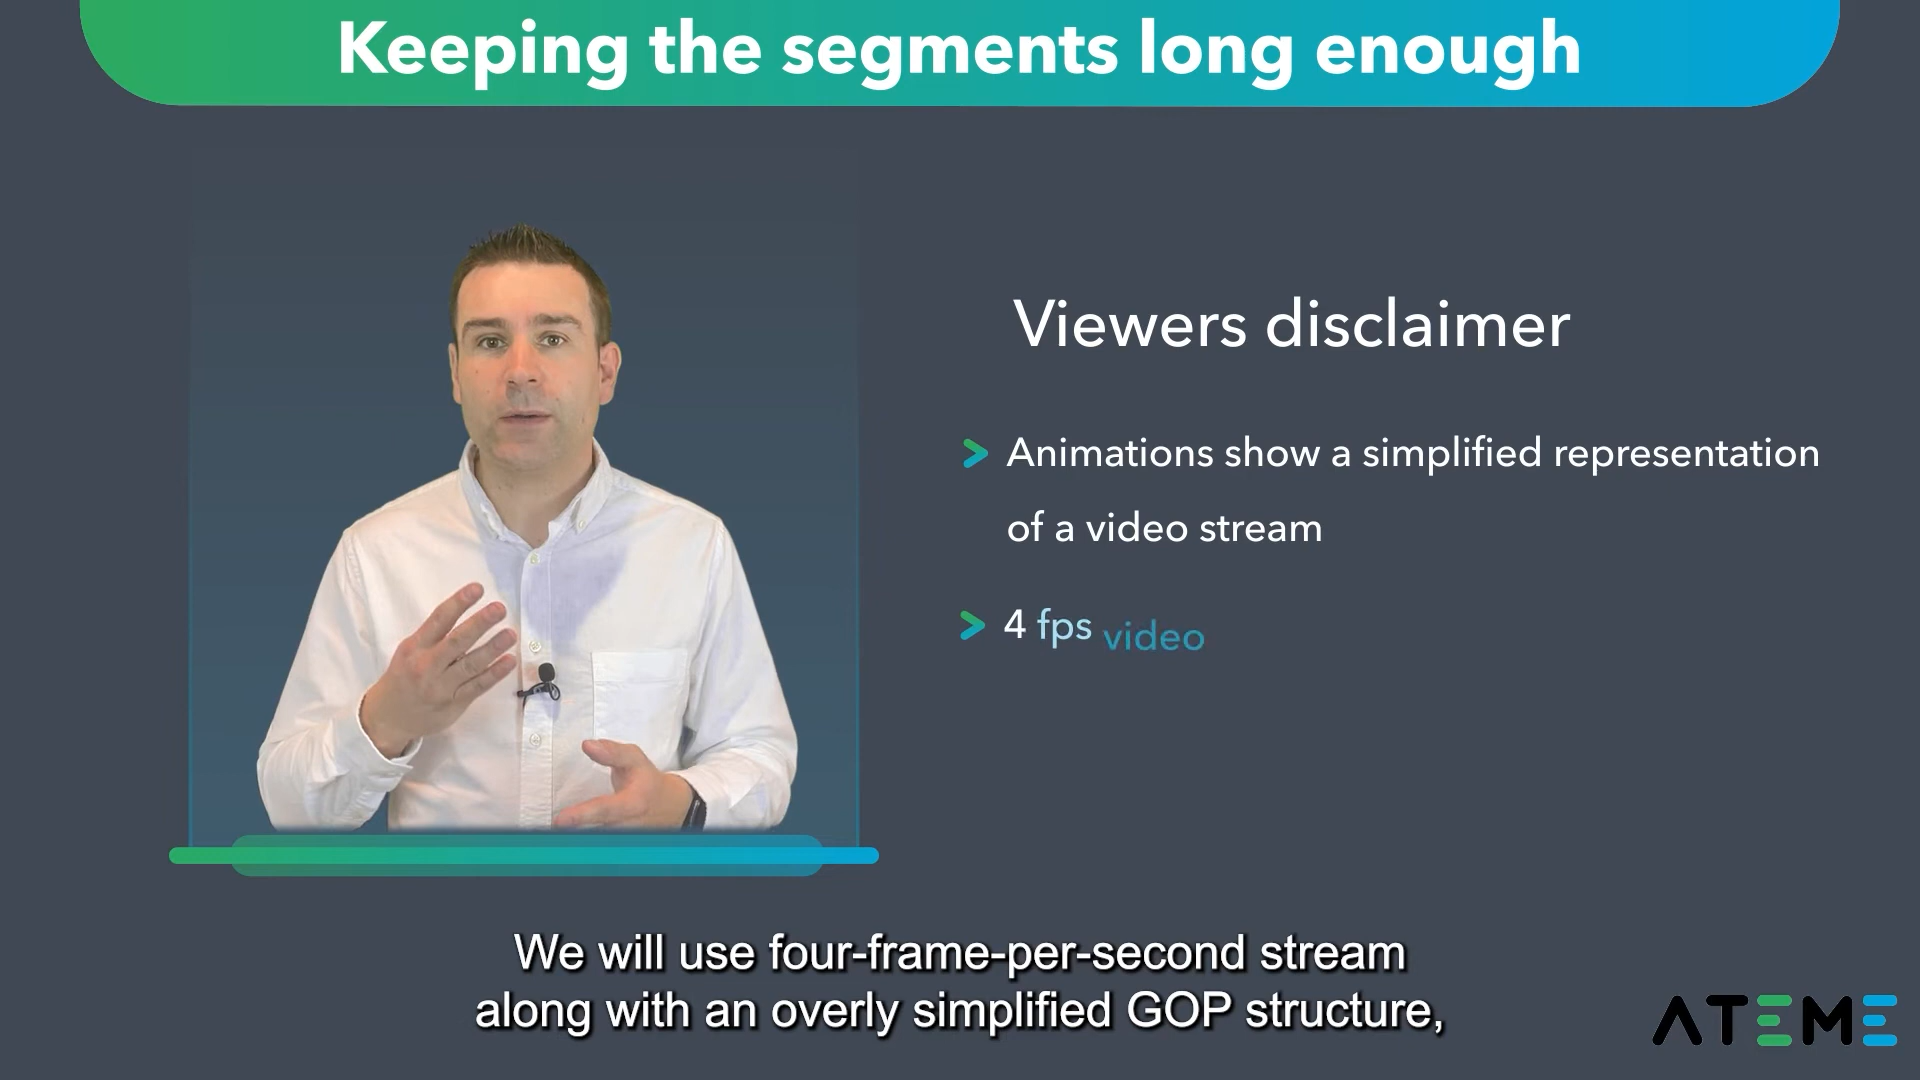 Keeping the segments long enough
Viewers disclaimer
Animations show a simplified representation
of a video stream
4 fps video
We will use four-frame-per-second stream
along with an overly simplified GOP structure,
ATEME